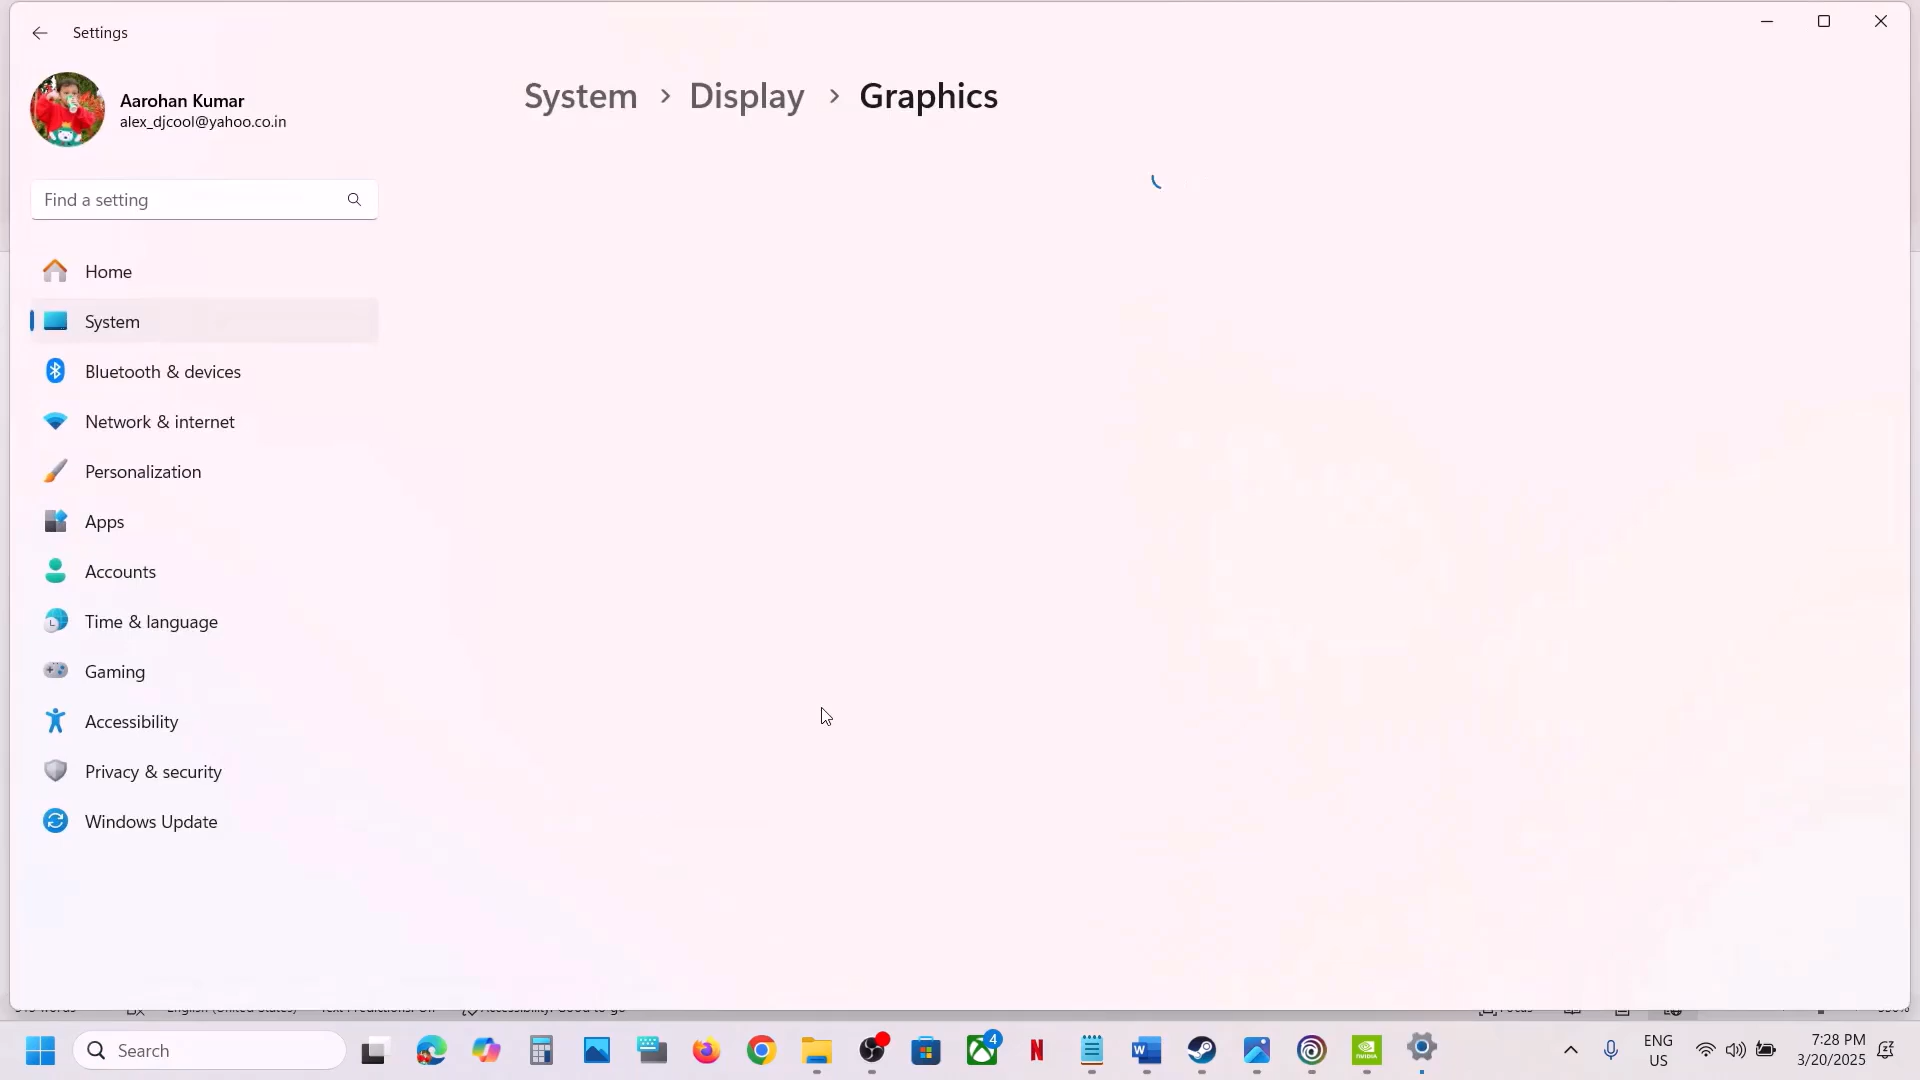 Settings
Aarohan Kumar
alex_djcool@yahoo.co.in
System > Display > Graphics
Find a setting
Home
System
Bluetooth & devices
Network & internet
Personalization
Apps
Accounts
Time & language
Gaming
Accessibility
Privacy & security
Windows Update
Search
4
N
ENG
US
7:28 PM
3/20/2025